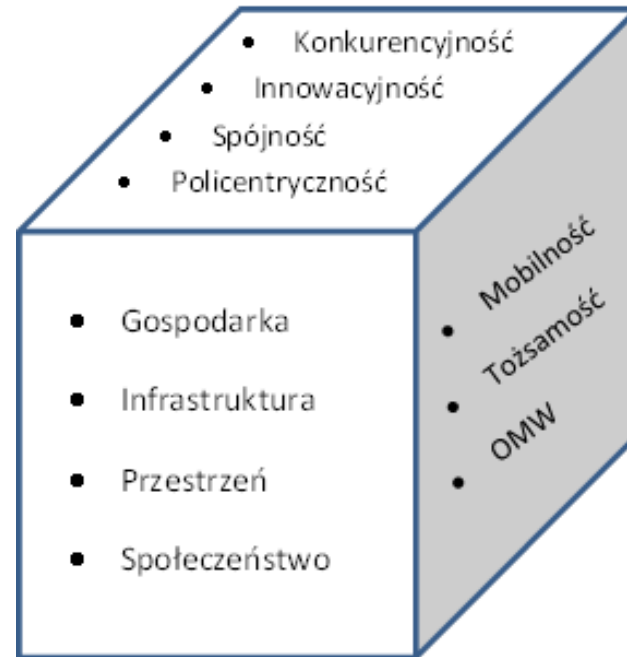 • Konkurencyjność
• Innowacyjność
• Spójność
• Policentryczność
• Gospodarka
• Infrastruktura
• Przestrzeń
• Społeczeństwo
• Mobilność
• Tożsamość
• OMW